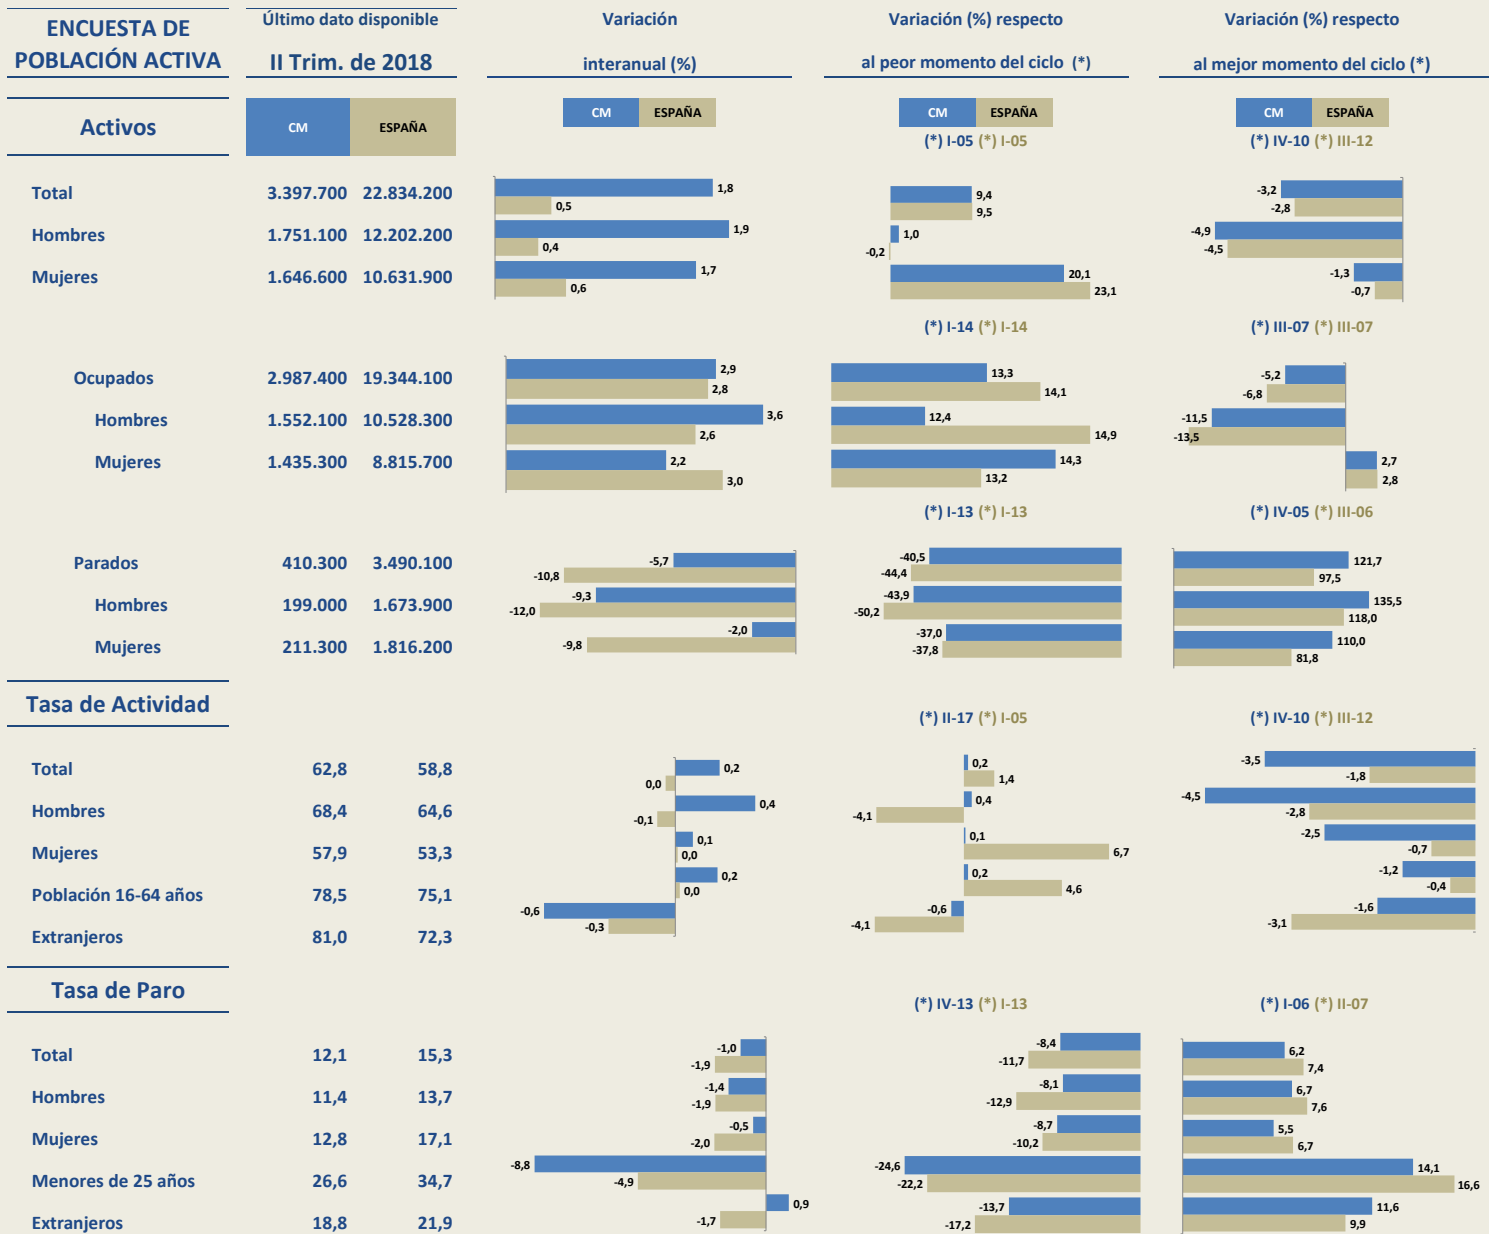 ENCUESTA DE
POBLACIÓN ACTIVA
Último dato disponible
II Trim. de 2018
Variación
interanual (%)
Variación (%) respecto
al peor momento del ciclo (*)
Variación (%) respecto
al mejor momento del ciclo (*)
Activos
CM ESPAÑA
CM ESPAÑA
CM ESPAÑA
(*) I-05 (*) I-05
CM ESPAÑA
(*) IV-10 (*) III-12
Total 3.397.700 22.834.200 1,8 0,5 9,4 9,5 -3,2 -2,8
Hombres 1.751.100 12.202.200 1,9 0,4 1,0 -0,2 -4,9 -4,5
Mujeres 1.646.600 10.631.900 1,7 0,6 20,1 23,1 -1,3 -0,7
(*) I-14 (*) I-14
(*) III-07 (*) III-07
Ocupados 2.987.400 19.344.100 2,9 2,8 13,3 14,1 -5,2 -6,8
Hombres 1.552.100 10.528.300 3,6 2,6 12,4 14,9 -11,5 -13,5
Mujeres 1.435.300 8.815.700 2,2 3,0 14,3 13,2 2,7 2,8
(*) I-13 (*) I-13
(*) IV-05 (*) III-06
Parados 410.300 3.490.100 -5,7 -10,8 -40,5 -44,4 121,7 97,5
Hombres 199.000 1.673.900 -9,3 -12,0 -43,9 -50,2 135,5 118,0
Mujeres 211.300 1.816.200 -2,0 -9,8 -37,0 -37,8 110,0 81,8
Tasa de Actividad
(*) II-17 (*) I-05
(*) IV-10 (*) III-12
Total 62,8 58,8 0,2 0,0 0,2 1,4 -3,5 -1,8
Hombres 68,4 64,6 0,4 -0,1 0,4 -4,1 -4,5 -2,8
Mujeres 57,9 53,3 0,1 0,0 0,1 6,7 -2,5 -0,7
Población 16-64 años 78,5 75,1 0,2 0,0 0,2 4,6 -1,2 -0,4
Extranjeros 81,0 72,3 -0,6 -0,3 -0,6 -4,1 -1,6 -3,1
Tasa de Paro
(*) IV-13 (*) I-13
(*) I-06 (*) II-07
Total 12,1 15,3 -1,0 -1,9 -8,4 -11,7 6,2 7,4
Hombres 11,4 13,7 -1,4 -1,9 -8,1 -12,9 6,7 7,6
Mujeres 12,8 17,1 -0,5 -2,0 -8,7 -10,2 5,5 6,7
Menores de 25 años 26,6 34,7 -8,8 -4,9 -24,6 -22,2 14,1 16,6
Extranjeros 18,8 21,9 0,9 -1,7 -13,7 -17,2 11,6 9,9